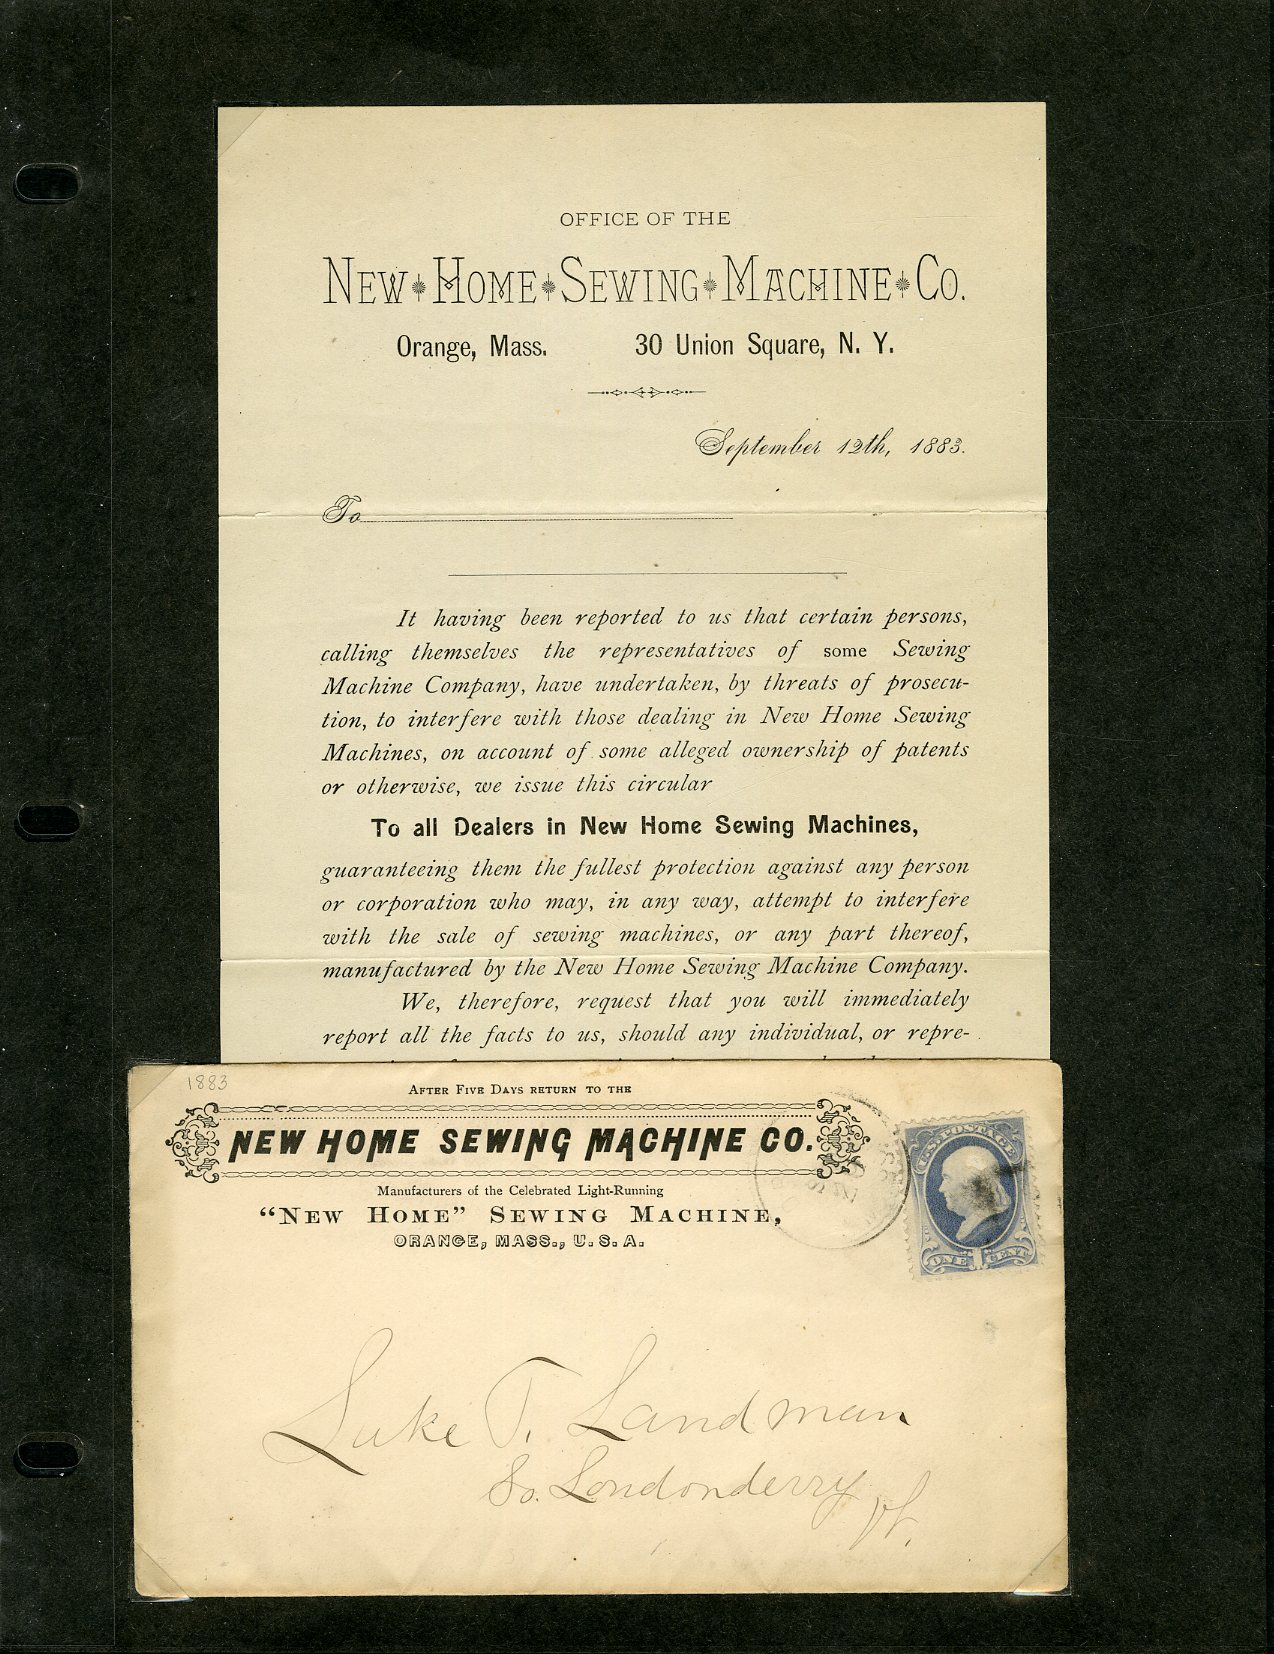 OFFICE OF THE
NEW HOME SEWING MACHINE CO.
Orange, Mass. 30 Union Square, N. Y.
September 12th, 1883.
To
It having been reported to us that certain persons,
calling themselves the representatives of some Sewing
Machine Company, have undertaken, by threats of prosecu-
tion, to interfere with those dealing in New Home Sewing
Machines, on account of some alleged ownership of patents
or otherwise, we issue this circular
To all Dealers in New Home Sewing Machines,
guaranteeing them the fullest protection against any person
or corporation who may, in any way, attempt to interfere
with the sale of sewing machines, or any part thereof,
manufactured by the New Home Sewing Machine Company.
We, therefore, request that you will immediately
report all the facts to us, should any individual, or repre-
1883
AFTER FIVE DAYS RETURN TO THE
NEW HOME SEWING MACHINE CO.
Manufacturers of the Celebrated Light-Running
“NEW HOME” SEWING MACHINE,
ORANGE, MASS., U. S. A.
U.S. POSTAGE
ONE 1 CENT
Luke T. Landman
So. Londonderry
Vt.